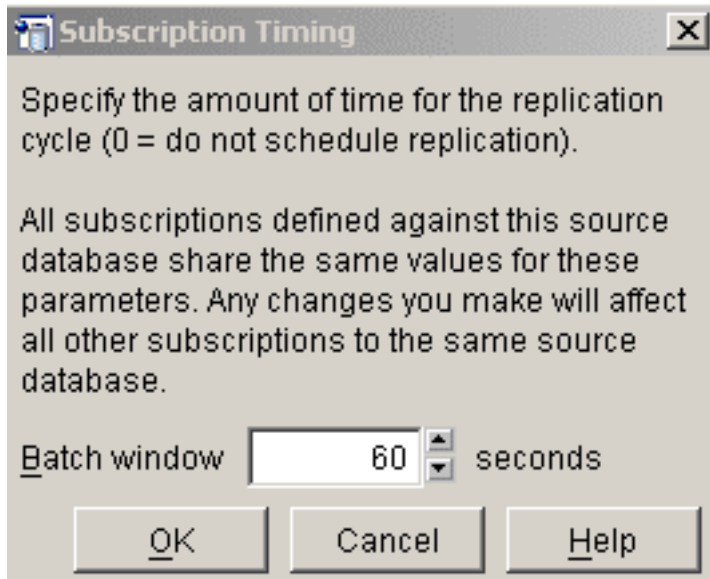 Subscription Timing
Specify the amount of time for the replication
cycle (0 = do not schedule replication).
All subscriptions defined against this source
database share the same values for these
parameters. Any changes you make will affect
all other subscriptions to the same source
database.
Batch window 60 seconds
OK Cancel Help